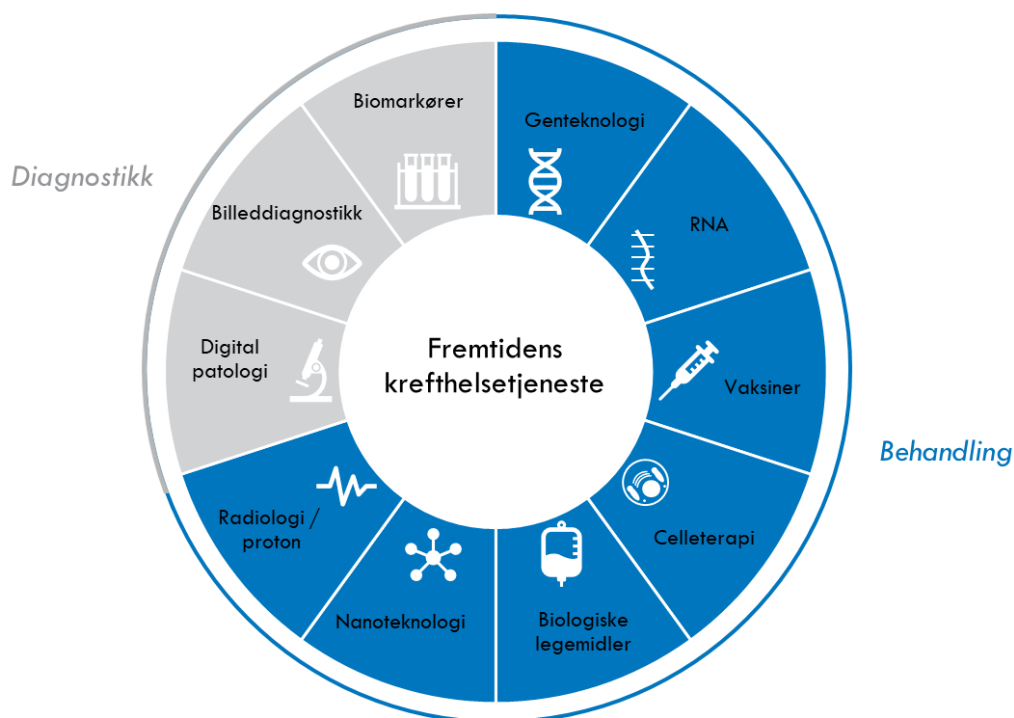 Biomarkører
Genteknologi
Diagnostikk
Billeddiagnostikk
RNA
Digital
patologi
Fremtidens
krefthelsetjeneste
Vaksiner
Behandling
Radiologi /
proton
Celleterapi
Nanoteknologi
Biologiske
legemidler